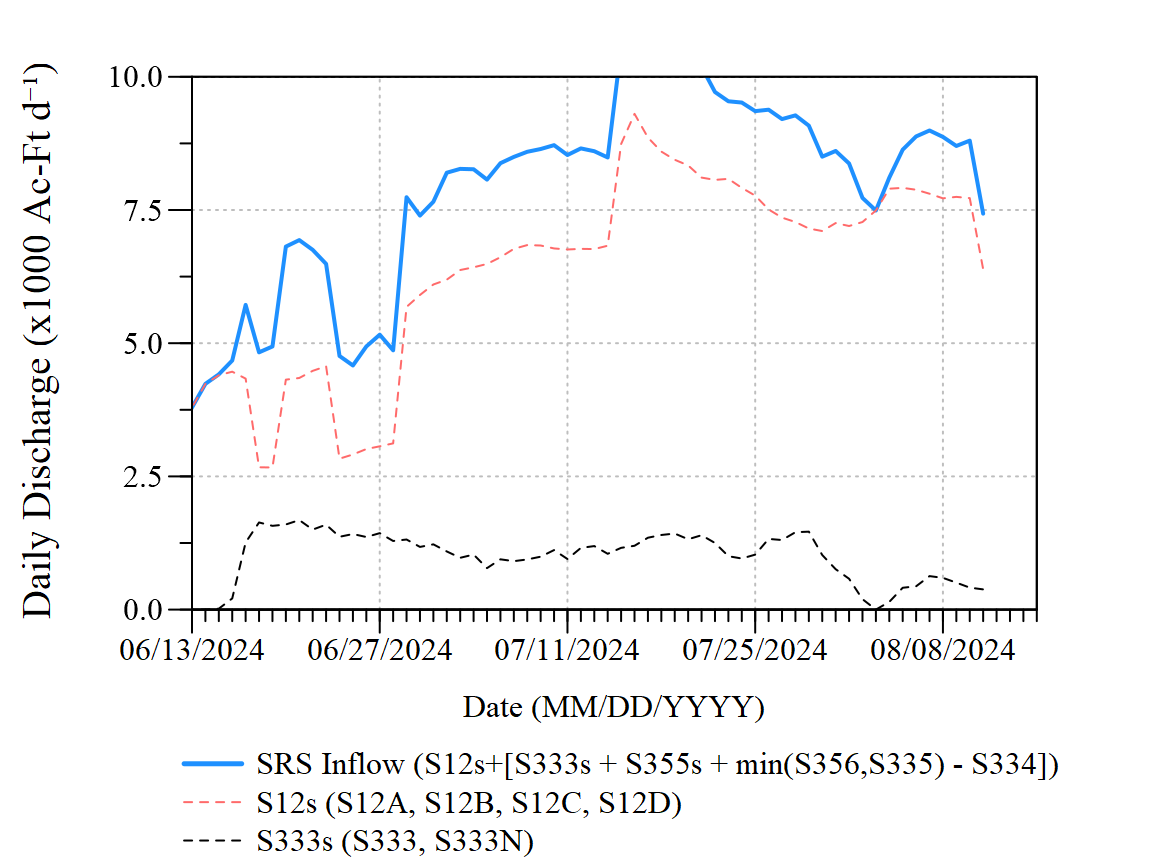 Daily Discharge (x1000 Ac-Ft d⁻¹)
10.0
7.5
5.0
2.5
0.0
06/13/2024 06/27/2024 07/11/2024 07/25/2024 08/08/2024
Date (MM/DD/YYYY)
SRS Inflow (S12s+[S333s + S355s + min(S356,S335) - S334])
S12s (S12A, S12B, S12C, S12D)
S333s (S333, S333N)